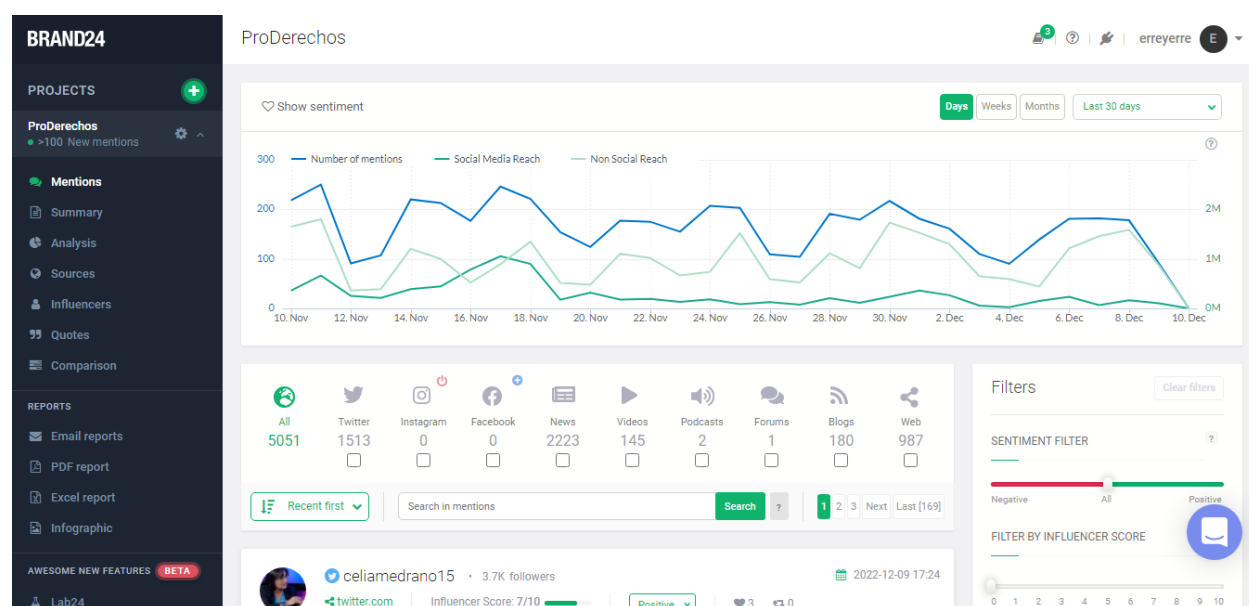 BRAND24
ProDerechos
3
erreyerre E
PROJECTS
ProDerechos
>100 New mentions
Mentions
Summary
Analysis
Sources
Influencers
Quotes
Comparison
REPORTS
Email reports
PDF report
Excel report
Infographic
AWESOME NEW FEATURES BETA
Lab24
Show sentiment
Days Weeks Months Last 30 days
Number of mentions Social Media Reach Non Social Reach
300
200
100
0
2M
1M
0M
10. Nov 12. Nov 14. Nov 16. Nov 18. Nov 20. Nov 22. Nov 24. Nov 26. Nov 28. Nov 30. Nov 2. Dec 4. Dec 6. Dec 8. Dec 10. Dec
All Twitter Instagram Facebook News Videos Podcasts Forums Blogs Web
5051 1513 0 0 2223 145 2 1 180 987
Recent first Search in mentions Search ? 1 2 3 Next Last [169]
celiamedrano15 • 3.7K followers 2022-12-09 17:24
twitter.com Influencer Score: 7/10 Positive 3 0
Filters Clear filters
SENTIMENT FILTER ?
Negative All Positive
FILTER BY INFLUENCER SCORE
0 1 2 3 4 5 6 7 8 9 10